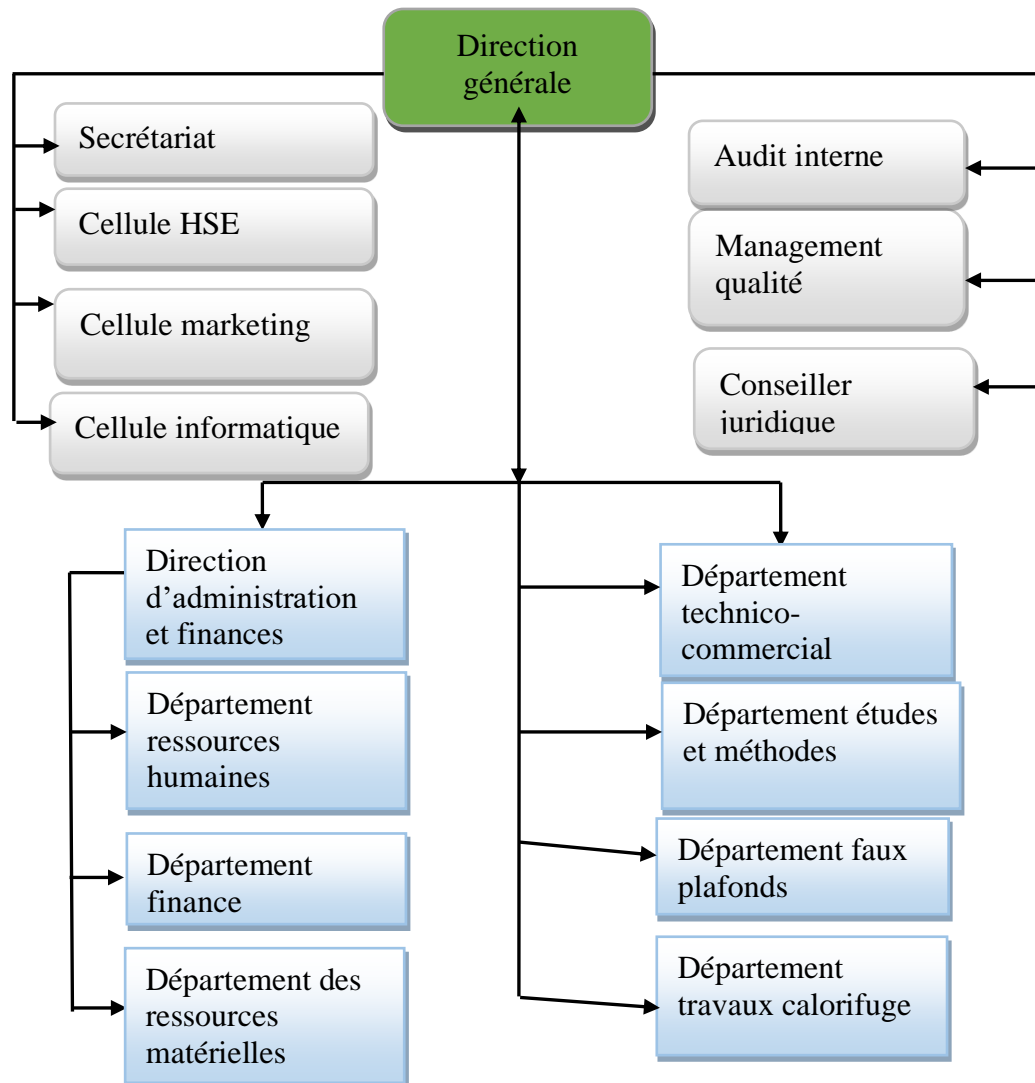 Direction
générale
Secrétariat
Cellule HSE
Cellule marketing
Cellule informatique
Audit interne
Management
qualité
Conseiller
juridique
Direction
d’administration
et finances
Département
ressources
humaines
Département
finance
Département des
ressources
matérielles
Département
technico-
commercial
Département études
et méthodes
Département faux
plafonds
Département
travaux calorifuge